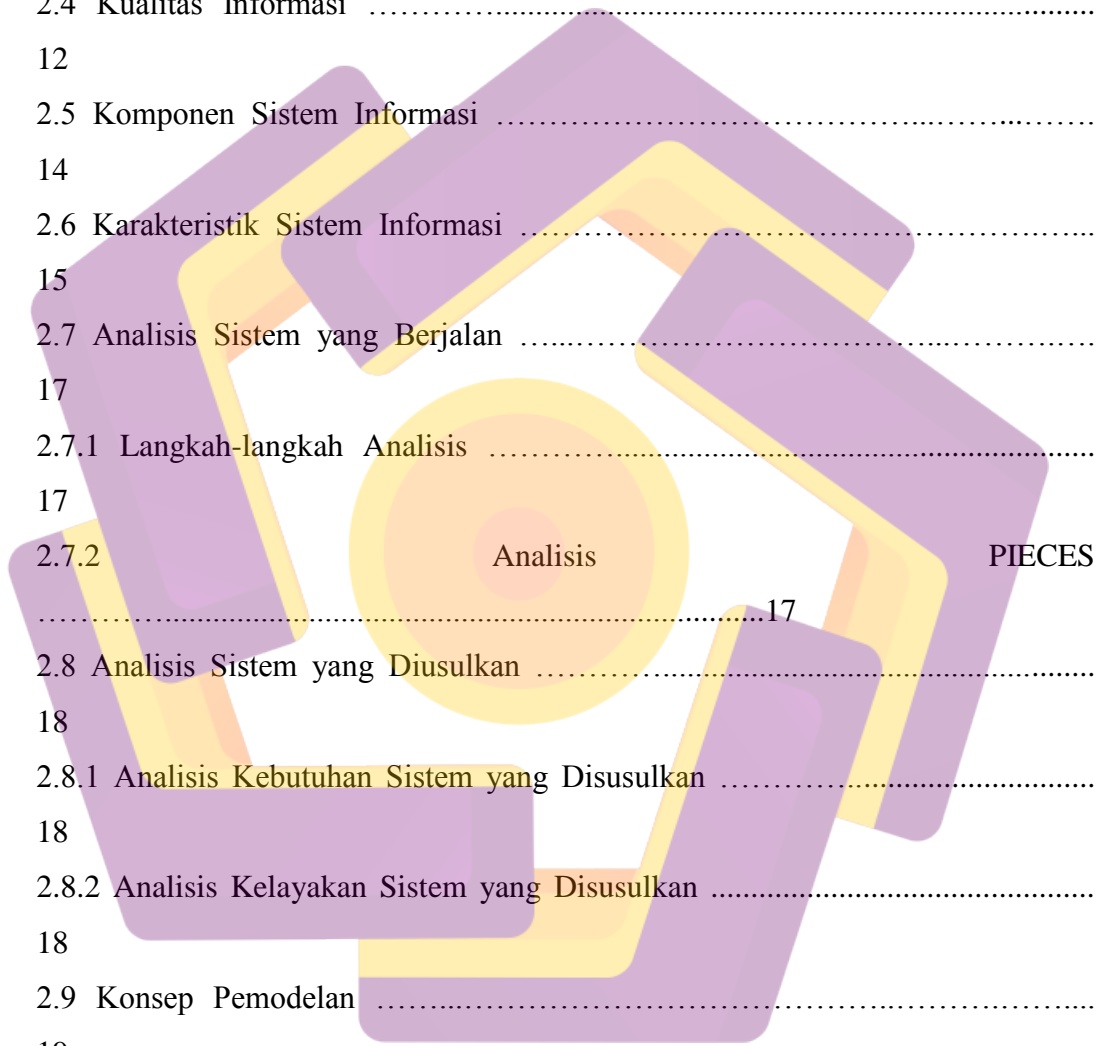 2.4 Kualitas Informasi ...........................................................................
12
2.5 Komponen Sistem Informasi ...........................................................................
14
2.6 Karakteristik Sistem Informasi ...........................................................................
15
2.7 Analisis Sistem yang Berjalan ...........................................................................
17
2.7.1 Langkah-langkah Analisis ...........................................................................
17
2.7.2 Analisis PIECES
...........................................................................17
2.8 Analisis Sistem yang Diusulkan ...........................................................................
18
2.8.1 Analisis Kebutuhan Sistem yang Disusulkan ...............................................
18
2.8.2 Analisis Kelayakan Sistem yang Disusulkan ...............................................
18
2.9 Konsep Pemodelan ...........................................................................